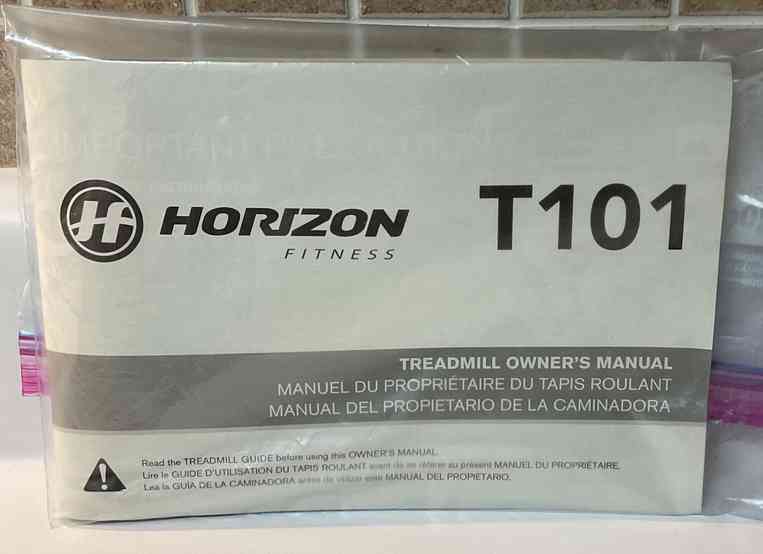 HORIZON
FITNESS
T101
TREADMILL OWNER'S MANUAL
MANUEL DU PROPRIÉTAIRE DU TAPIS ROULANT
MANUAL DEL PROPIETARIO DE LA CAMINADORA
Read the TREADMILL GUIDE before using this OWNER'S MANUAL.
Lire le GUIDE D'UTILISATION DU TAPIS ROULANT avant de se référer au présent MANUEL DU PROPRIÉTAIRE.
Lea la GUÍA DE LA CAMINADORA antes de utilizar este MANUAL DEL PROPIETARIO.